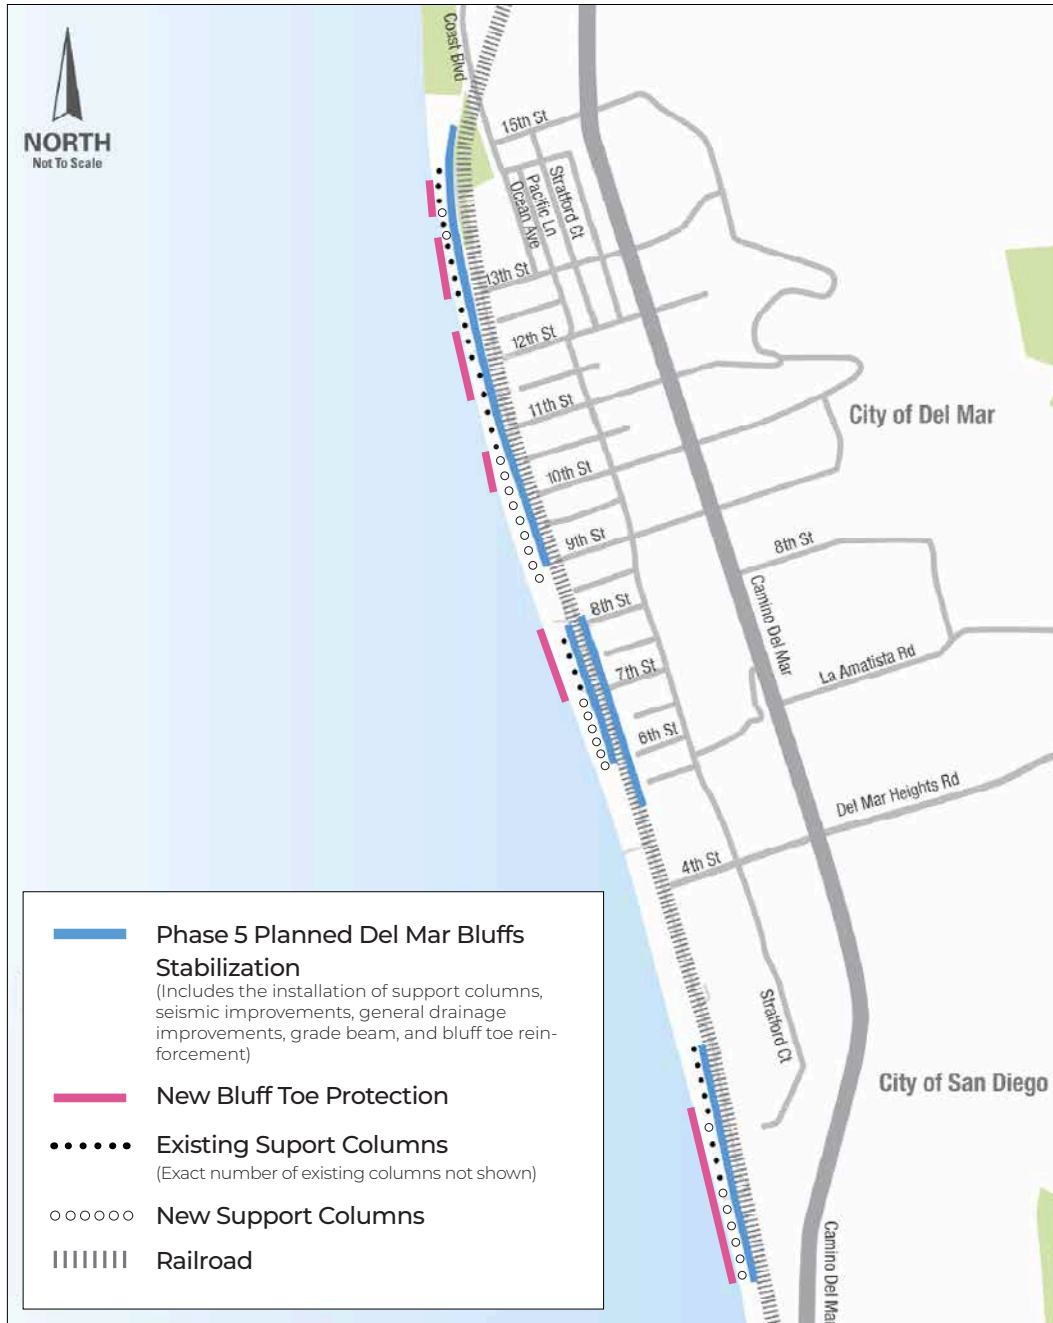 Coast Blvd
NORTH
Not To Scale
15th St
Stratford Ct
Pacific Ln
Ocean Ave
13th St
12th St
11th St
City of Del Mar
10th St
9th St
8th St
8th St
Camino Del Mar
La Amatista Rd
7th St
6th St
Del Mar Heights Rd
4th St
Stratford Ct
City of San Diego
Camino Del Mar
Phase 5 Planned Del Mar Bluffs
Stabilization
(Includes the installation of support columns,
seismic improvements, general drainage
improvements, grade beam, and bluff toe rein-
forcement)
New Bluff Toe Protection
Existing Suport Columns
(Exact number of existing columns not shown)
New Support Columns
Railroad